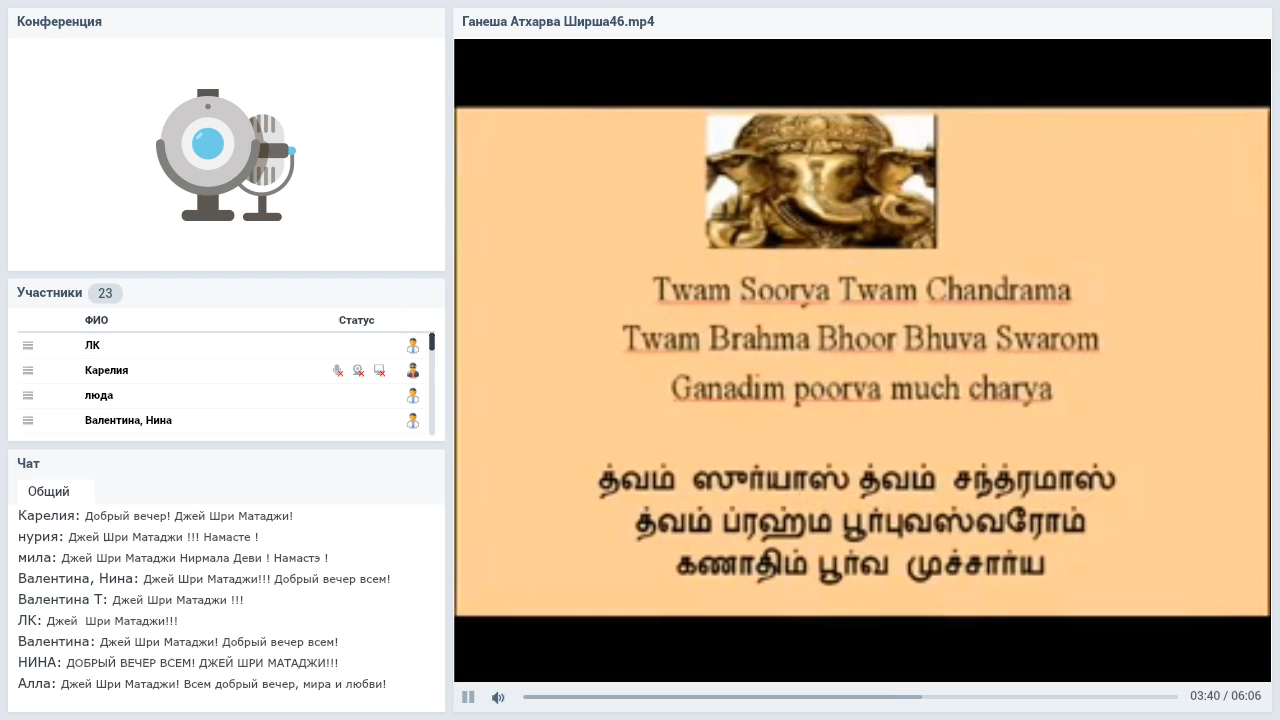 Конференция
Участники 23
ФИО Статус
ЛК
Карелия
люда
Валентина, Нина
Чат
Общий
Карелия: Добрый вечер! Джей Шри Матаджи!
нурия: Джей Шри Матаджи !!! Намасте !
мила: Джей Шри Матаджи Нирмала Деви ! Намастэ !
Валентина, Нина: Джей Шри Матаджи!!! Добрый вечер всем!
Валентина Т: Джей Шри Матаджи !!!
ЛК: Джей  Шри Матаджи!!!
Валентина: Джей Шри Матаджи! Добрый вечер всем!
НИНА: ДОБРЫЙ ВЕЧЕР ВСЕМ! ДЖЕЙ ШРИ МАТАДЖИ!!!
Алла: Джей Шри Матаджи! Всем добрый вечер, мира и любви!
Ганеша Атхарва Ширша46.mp4
Twam Soorya Twam Chandrama
Twam Brahma Bhoor Bhuva Swarom
Ganadim poorva much charya
த்வம் ஸுர்யாஸ் த்வம் சந்த்ரமாஸ்
த்வம் ப்ரஹ்ம பூர்புவஸ்வரோம்
கணாதிம் பூர்வ முச்சார்ய
03:40 / 06:06